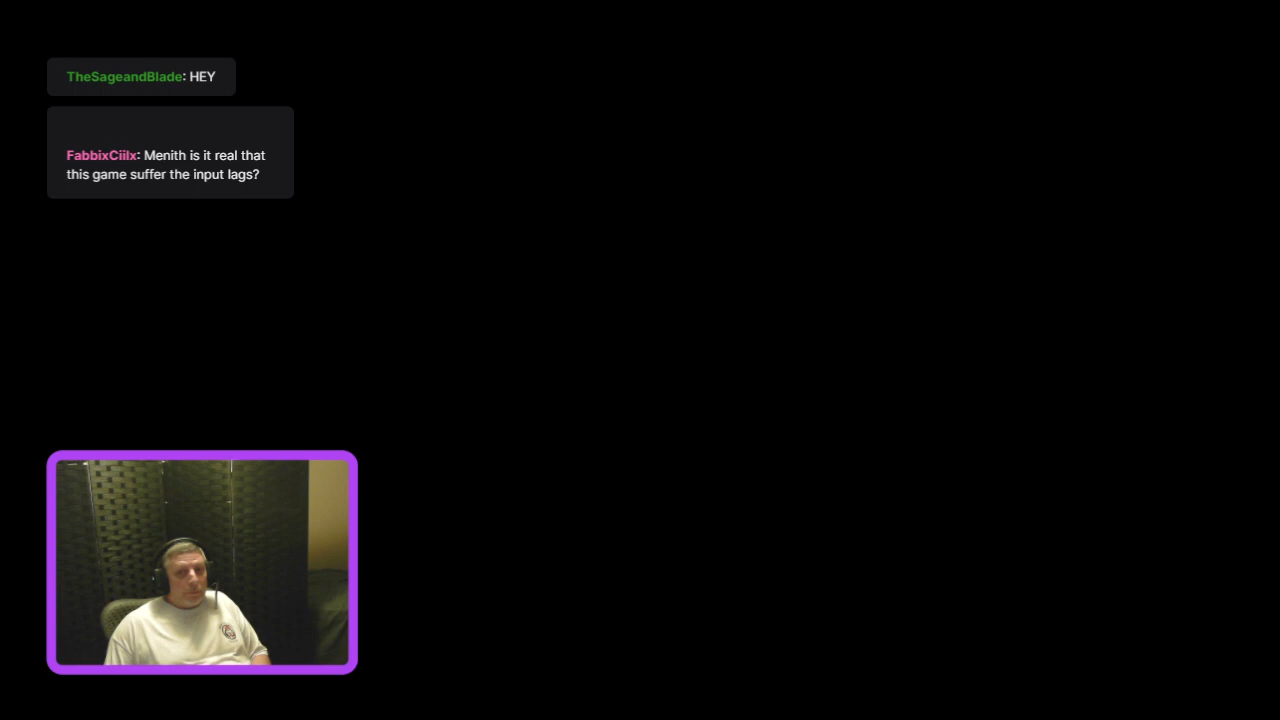 TheSageandBlade: HEY
FabbixCiilx: Menith is it real that
this game suffer the input lags?